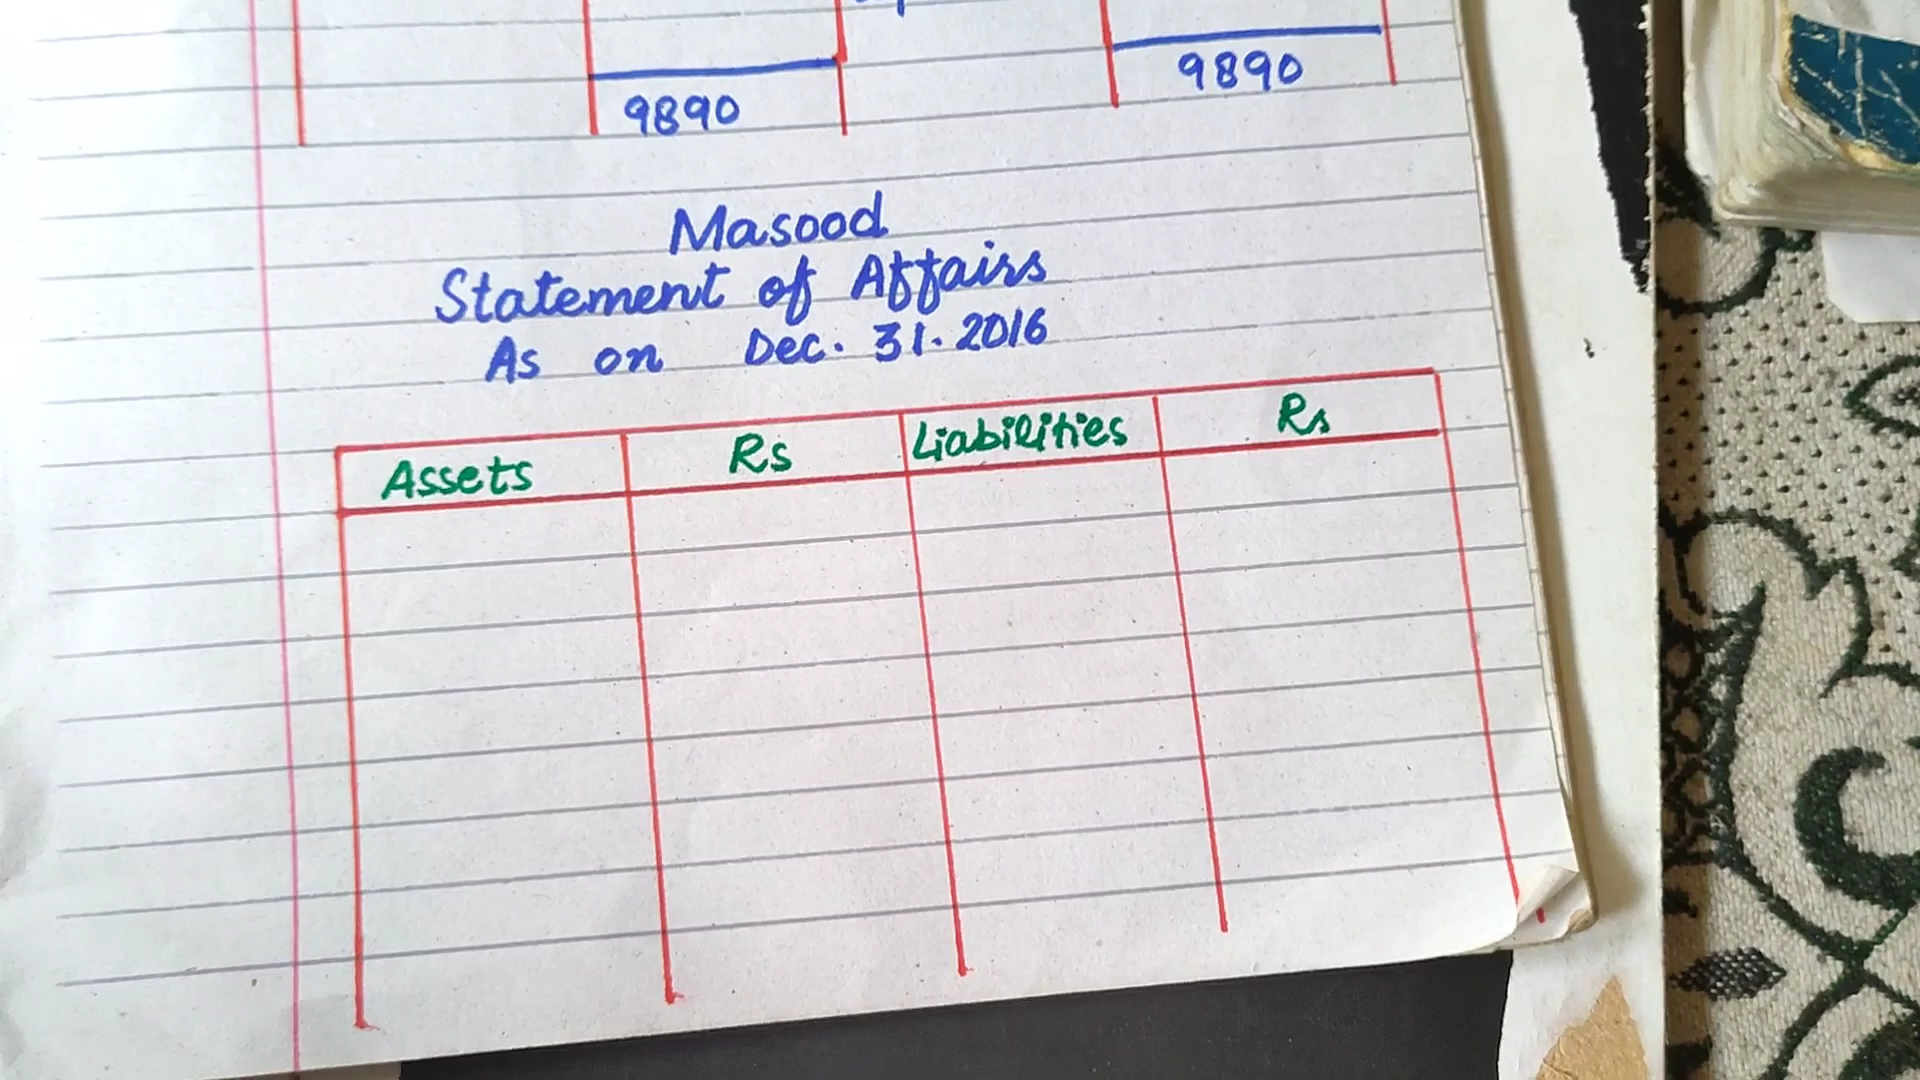 9890 9890
Masood
Statement of Affairs
As on Dec. 31. 2016
Assets Rs Liabilities Rs